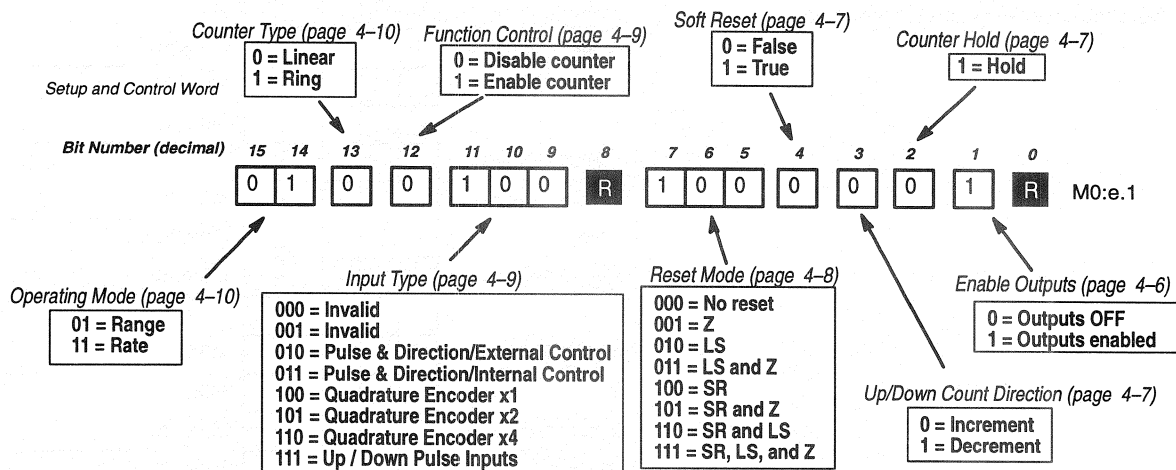 Counter Type (page 4–10)
0 = Linear
1 = Ring
Function Control (page 4–9)
0 = Disable counter
1 = Enable counter
Soft Reset (page 4–7)
0 = False
1 = True
Counter Hold (page 4–7)
1 = Hold
Setup and Control Word
Bit Number (decimal) 15 14 13 12 11 10 9 8 7 6 5 4 3 2 1 0
0 1 0 0 1 0 0 R 1 0 0 0 0 0 1 R M0:e.1
Operating Mode (page 4–10)
01 = Range
11 = Rate
Input Type (page 4–9)
000 = Invalid
001 = Invalid
010 = Pulse & Direction/External Control
011 = Pulse & Direction/Internal Control
100 = Quadrature Encoder x1
101 = Quadrature Encoder x2
110 = Quadrature Encoder x4
111 = Up / Down Pulse Inputs
Reset Mode (page 4–8)
000 = No reset
001 = Z
010 = LS
011 = LS and Z
100 = SR
101 = SR and Z
110 = SR and LS
111 = SR, LS, and Z
Enable Outputs (page 4–6)
0 = Outputs OFF
1 = Outputs enabled
Up/Down Count Direction (page 4–7)
0 = Increment
1 = Decrement